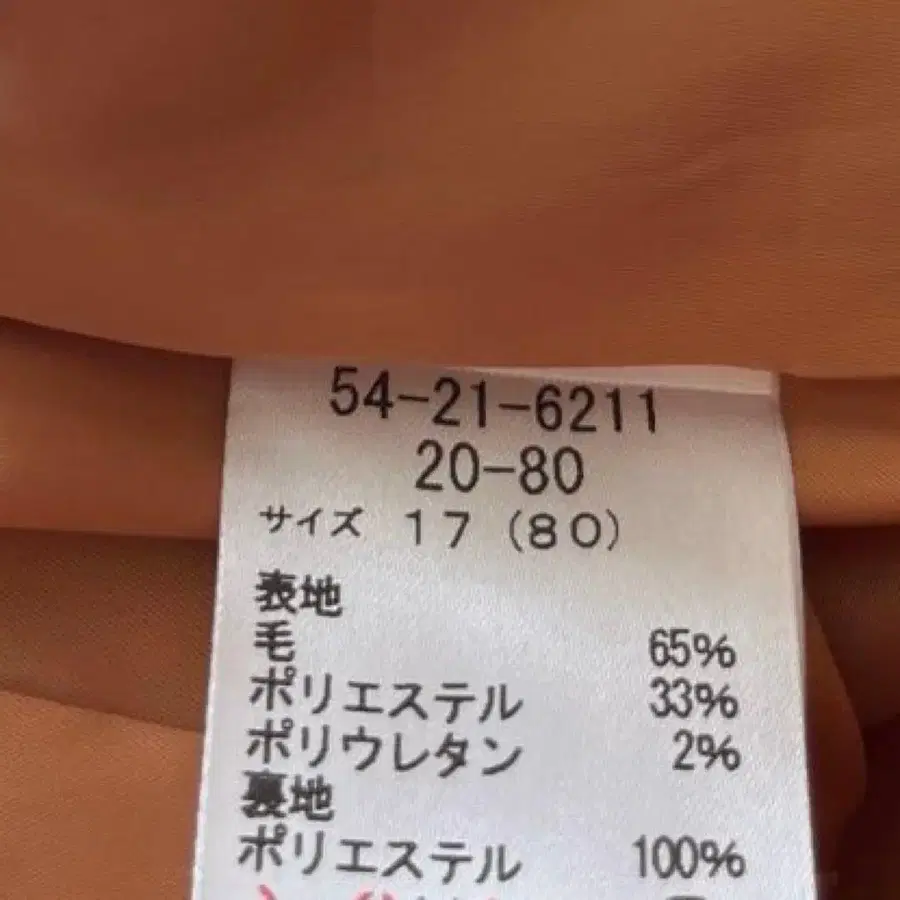 54-21-6211
20-80
サイズ 17 (80)
表地
毛 65%
ポリエステル 33%
ポリウレタン 2%
裏地
ポリエステル 100%